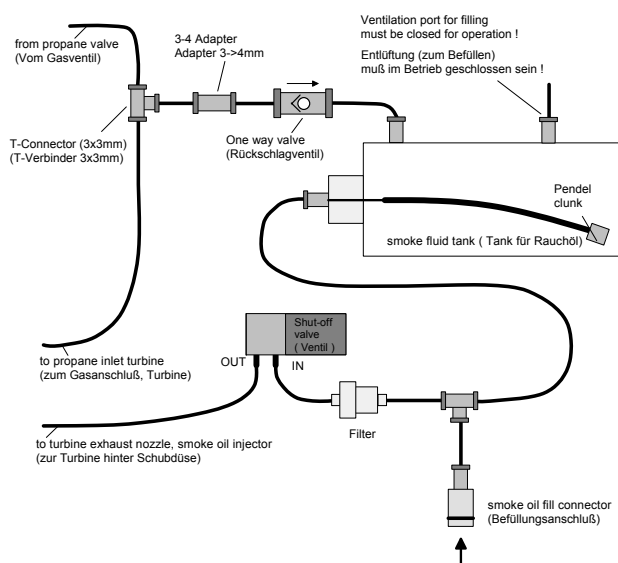 from propane valve
(Vom Gasventil)
3-4 Adapter
Adapter 3->4mm
Ventilation port for filling
must be closed for operation !
Entlüftung (zum Befüllen)
muß im Betrieb geschlossen sein !
T-Connector (3x3mm)
(T-Verbinder 3x3mm)
One way valve
(Rückschlagventil)
Pendel
clunk
smoke fluid tank ( Tank für Rauchöl)
Shut-off
valve
( Ventil )
OUT
IN
to propane inlet turbine
(zum Gasanschluß, Turbine)
Filter
to turbine exhaust nozzle, smoke oil injector
(zur Turbine hinter Schubdüse)
smoke oil fill connector
(Befüllungsanschluß)